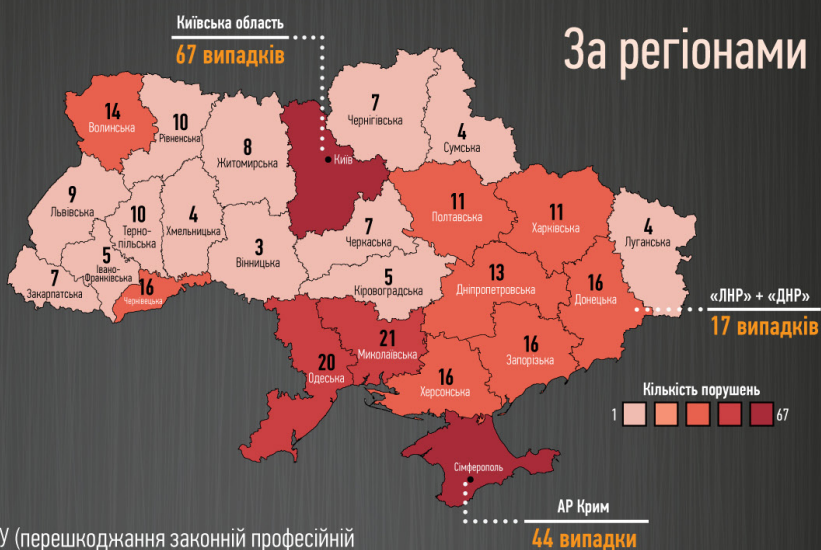 Київська область
67 випадків
За регіонами
14
Волинська
10
Рівненська
8
Житомирська
Київ
7
Чернігівська
4
Сумська
9
Львівська
10
Терно-
пільська
4
Хмельницька
3
Вінницька
7
Черкаська
11
Полтавська
11
Харківська
4
Луганська
7
Закарпатська
5
Івано-
Франківська
16
Чернівецька
5
Кіровоградська
13
Дніпропетровська
16
Донецька
«ЛНР» + «ДНР»
17 випадків
20
Одеська
21
Миколаївська
16
Херсонська
16
Запорізька
Кількість порушень
1
67
Сімферополь
АР Крим
44 випадки
У (перешкоджання законній професійній